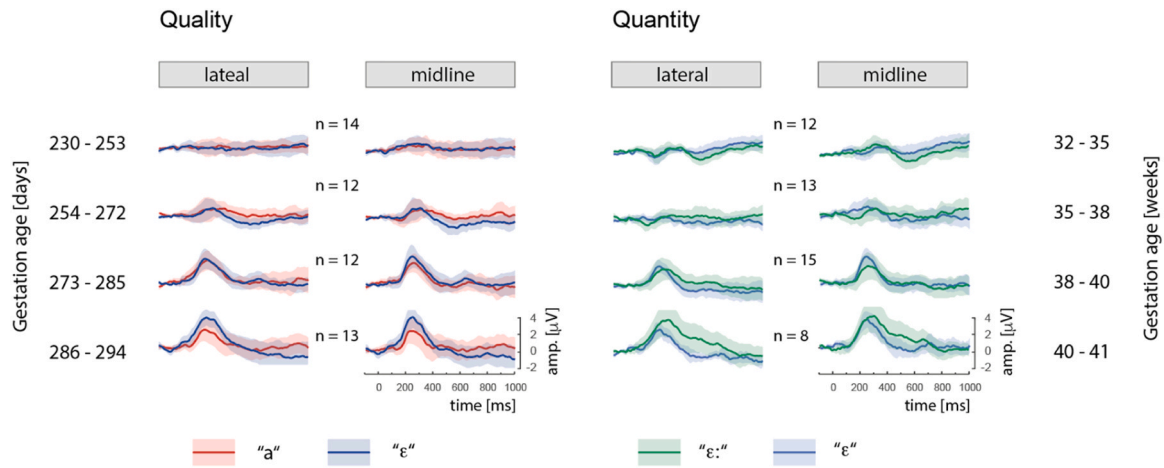 Quality Quantity
lateal midline lateral midline
n = 14 n = 12
230 - 253 32 - 35
n = 12 n = 13
254 - 272 35 - 38
n = 12 n = 15
273 - 285 38 - 40
n = 13 n = 8
286 - 294 40 - 41
Gestation age [days]
Gestation age [weeks]
4 4
2 2
0 0
-2 -2
amp. [µV] amp. [µV]
0 200 400 600 800 1000 0 200 400 600 800 1000
time [ms] time [ms]
"a" "ε" "ε:" "ε"